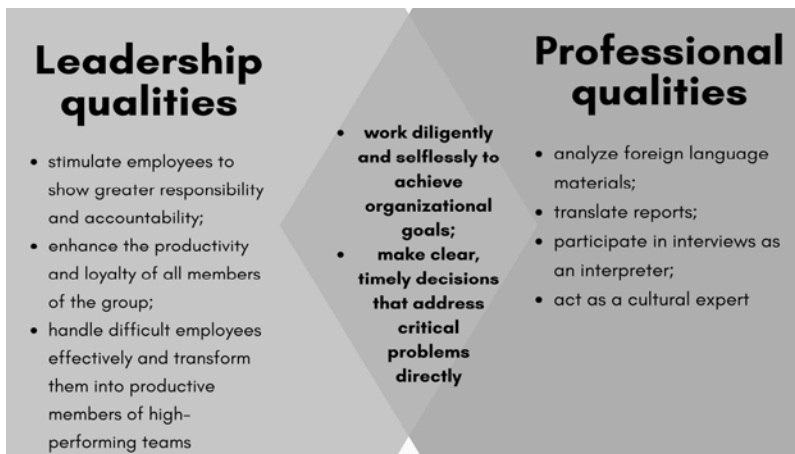 Leadership
qualities
• stimulate employees to
show greater responsibility
and accountability;
• enhance the productivity
and loyalty of all members
of the group;
• handle difficult employees
effectively and transform
them into productive
members of high-
performing teams
• work diligently
and selflessly to
achieve
organizational
goals;
• make clear,
timely decisions
that address
critical
problems
directly
Professional
qualities
• analyze foreign language
materials;
• translate reports;
• participate in interviews as
an interpreter;
• act as a cultural expert